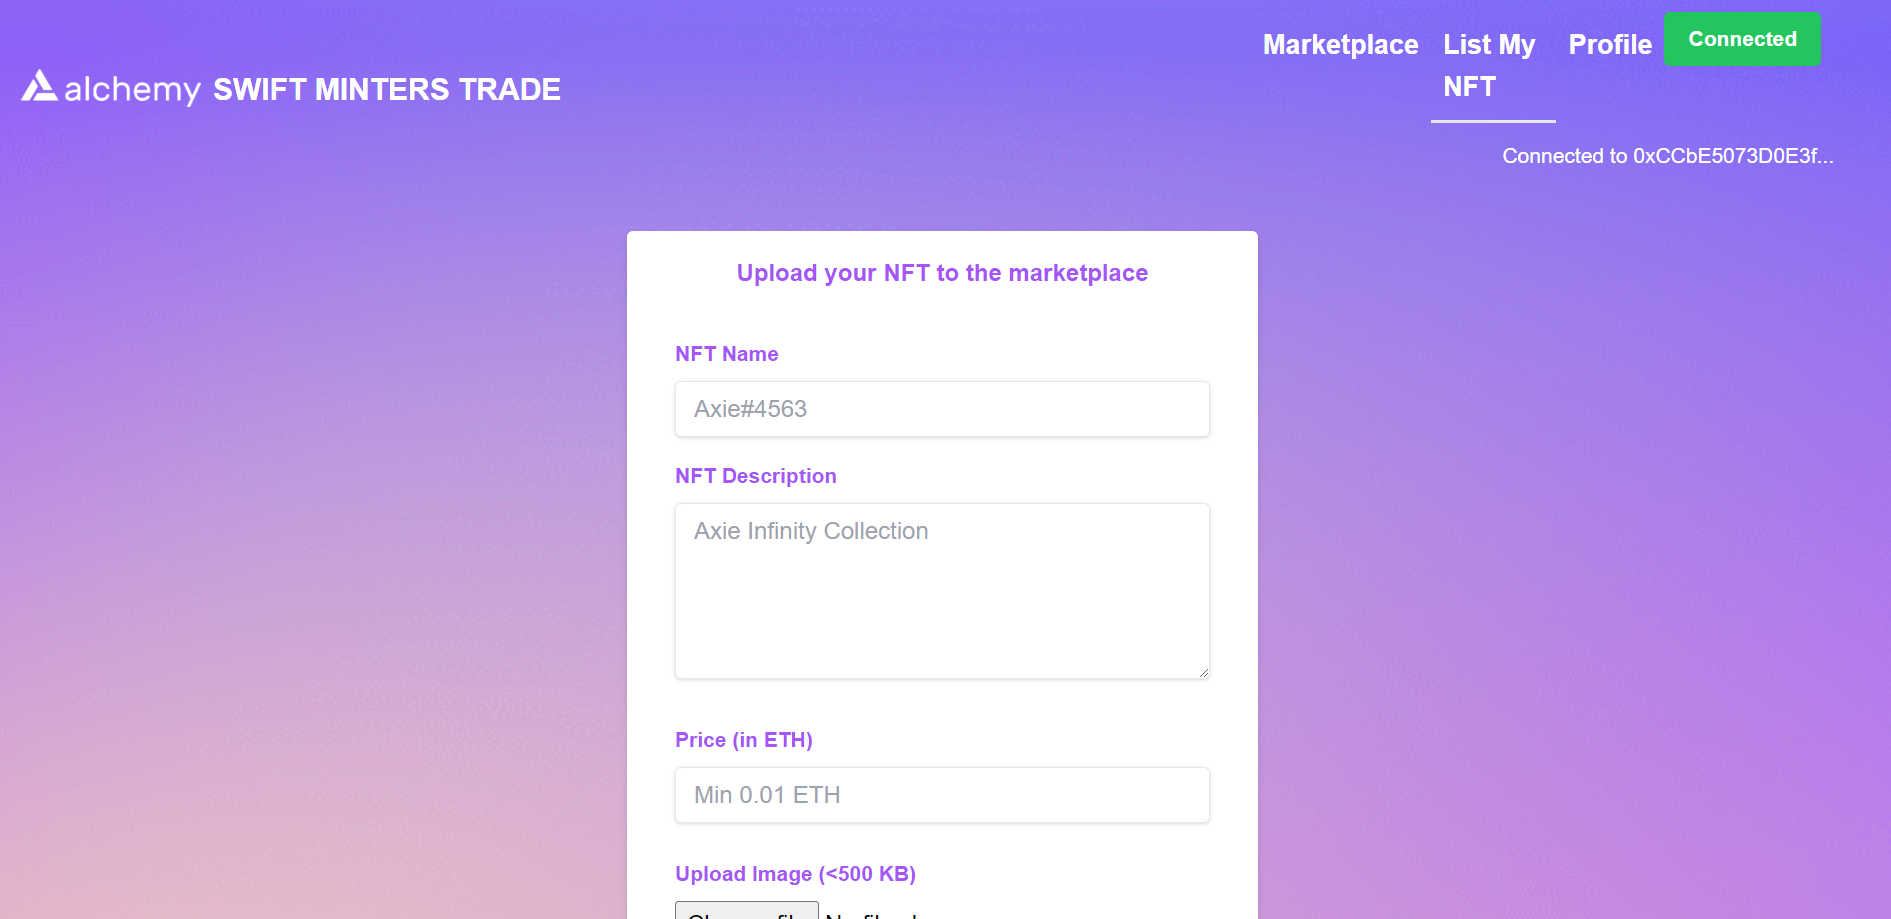 alchemy SWIFT MINTERS TRADE
Marketplace
List My
NFT
Profile
Connected
Connected to 0xCCbE5073D0E3f...
Upload your NFT to the marketplace
NFT Name
Axie#4563
NFT Description
Axie Infinity Collection
Price (in ETH)
Min 0.01 ETH
Upload Image (<500 KB)